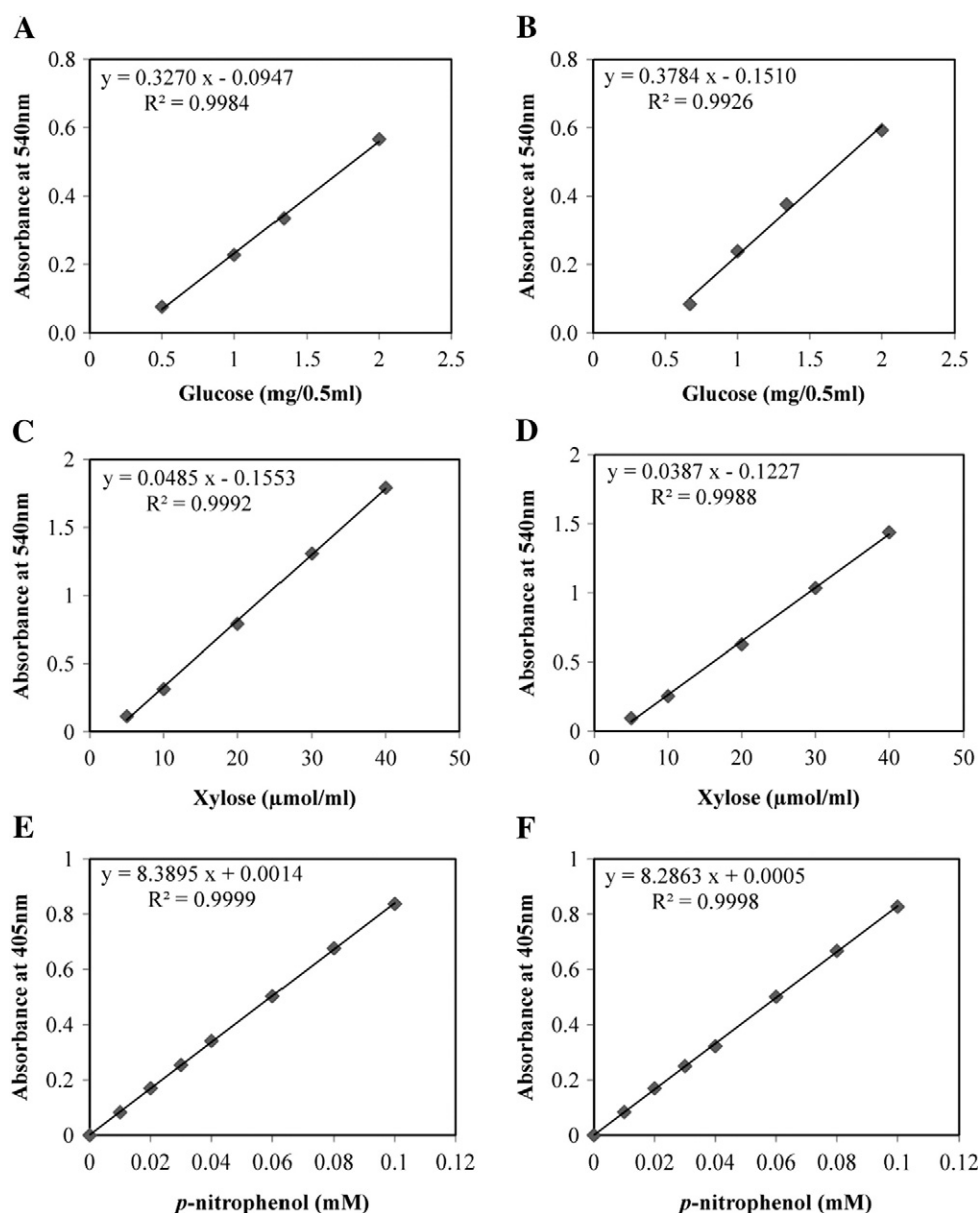 A
y = 0.3270 x - 0.0947
R² = 0.9984
Absorbance at 540nm
0.8
0.6
0.4
0.2
0.0
0 0.5 1 1.5 2 2.5
Glucose (mg/0.5ml)
B
y = 0.3784 x - 0.1510
R² = 0.9926
Absorbance at 540nm
0.8
0.6
0.4
0.2
0.0
0 0.5 1 1.5 2 2.5
Glucose (mg/0.5ml)
C
y = 0.0485 x - 0.1553
R² = 0.9992
Absorbance at 540nm
2
1.5
1
0.5
0
0 10 20 30 40 50
Xylose (µmol/ml)
D
y = 0.0387 x - 0.1227
R² = 0.9988
Absorbance at 540nm
2
1.5
1
0.5
0
0 10 20 30 40 50
Xylose (µmol/ml)
E
y = 8.3895 x + 0.0014
R² = 0.9999
Absorbance at 405nm
1
0.8
0.6
0.4
0.2
0
0 0.02 0.04 0.06 0.08 0.1 0.12
p-nitrophenol (mM)
F
y = 8.2863 x + 0.0005
R² = 0.9998
Absorbance at 405nm
1
0.8
0.6
0.4
0.2
0
0 0.02 0.04 0.06 0.08 0.1 0.12
p-nitrophenol (mM)